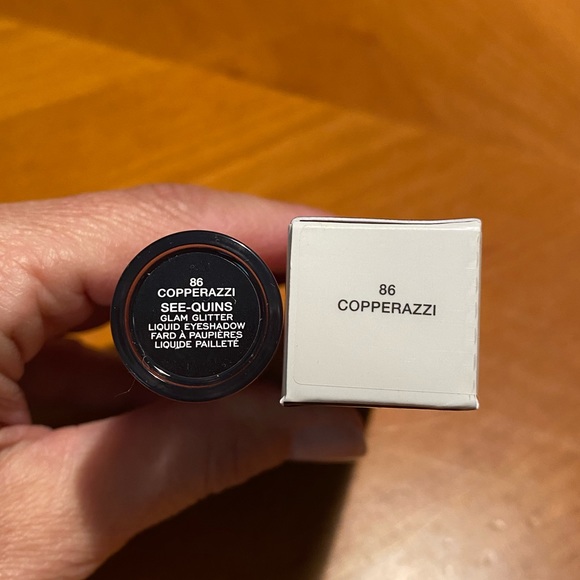 86
COPPERAZZI
SEE-QUINS
GLAM GLITTER
LIQUID EYESHADOW
FARD À PAUPIÈRES
LIQUIDE PAILLETÉ
86
COPPERAZZI